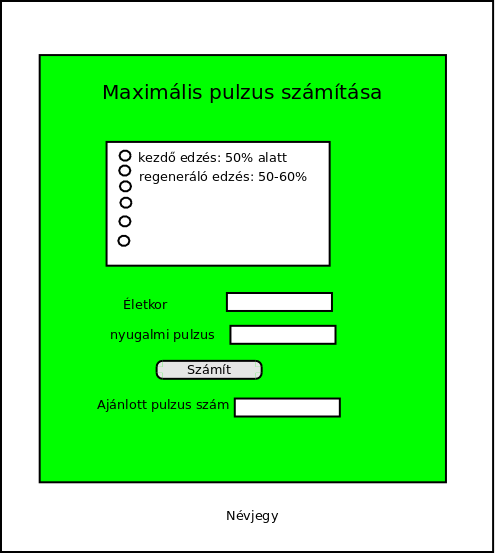 Maximális pulzus számítása
kezdő edzés: 50% alatt
regeneráló edzés: 50-60%
Életkor
nyugalmi pulzus
Számít
Ajánlott pulzus szám
Névjegy